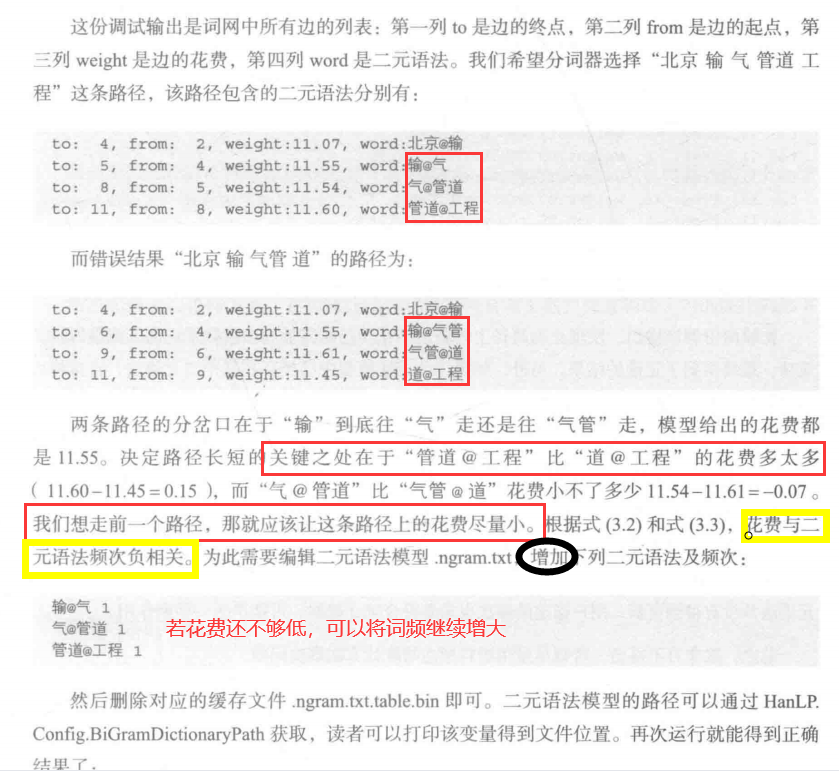 这份调试输出是词网中所有边的列表：第一列 to 是边的终点，第二列 from 是边的起点，第
三列 weight 是边的花费，第四列 word 是二元语法。我们希望分词器选择“北京 输 气 管道 工
程”这条路径，该路径包含的二元语法分别有：
to:  4, from:  2, weight:11.07, word:北京@输
to:  5, from:  4, weight:11.55, word:输@气
to:  8, from:  5, weight:11.54, word:气@管道
to: 11, from:  8, weight:11.60, word:管道@工程
而错误结果“北京 输 气管 道”的路径为：
to:  4, from:  2, weight:11.07, word:北京@输
to:  6, from:  4, weight:11.55, word:输@气管
to:  9, from:  6, weight:11.61, word:气管@道
to: 11, from:  9, weight:11.45, word:道@工程
两条路径的分岔口在于“输”到底往“气”走还是往“气管”走，模型给出的花费都
是 11.55。决定路径长短的关键之处在于“管道@工程”比“道@工程”的花费多太多
（ 11.60−11.45＝0.15 ），而“气@管道”比“气管@道”花费小不了多少 11.54−11.61＝−0.07 。
我们想走前一个路径，那就应该让这条路径上的花费尽量小。根据式 (3.2) 和式 (3.3)，花费与二
元语法频次负相关。为此需要编辑二元语法模型 .ngram.txt，增加下列二元语法及频次：
输@气 1
气@管道 1
管道@工程 1
若花费还不够低，可以将词频继续增大
然后删除对应的缓存文件 .ngram.txt.table.bin 即可。二元语法模型的路径可以通过 HanLP.
Config.BiGramDictionaryPath 获取，读者可以打印该变量得到文件位置。再次运行就能得到正确
结果了：